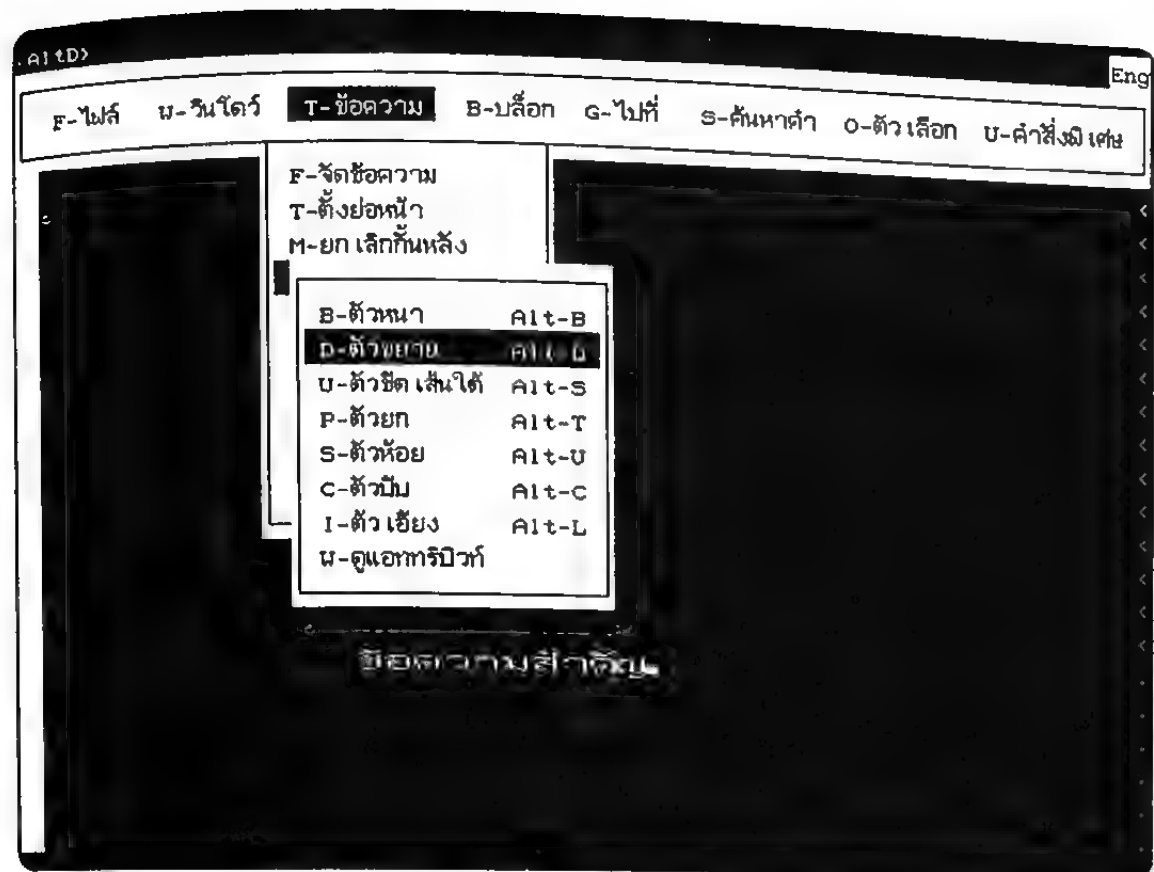 .AltD>
Eng
F-ไฟล์ W-วินโดว์ T-ข้อความ B-บล็อก G-ไปที่ S-ค้นหาคำ O-ตัวเลือก U-คำสั่งพิเศษ
F-จัดข้อความ
T-ตั้งย่อหน้า
M-ยกเลิกกั้นหลัง
B-ตัวหนา Alt-B
D-ตัวขยาย Alt-D
U-ตัวขีดเส้นใต้ Alt-S
P-ตัวยก Alt-T
S-ตัวห้อย Alt-U
C-ตัวบีบ Alt-C
I-ตัวเอียง Alt-L
W-ดูแอททริบิวท์
ข้อความสำคัญ